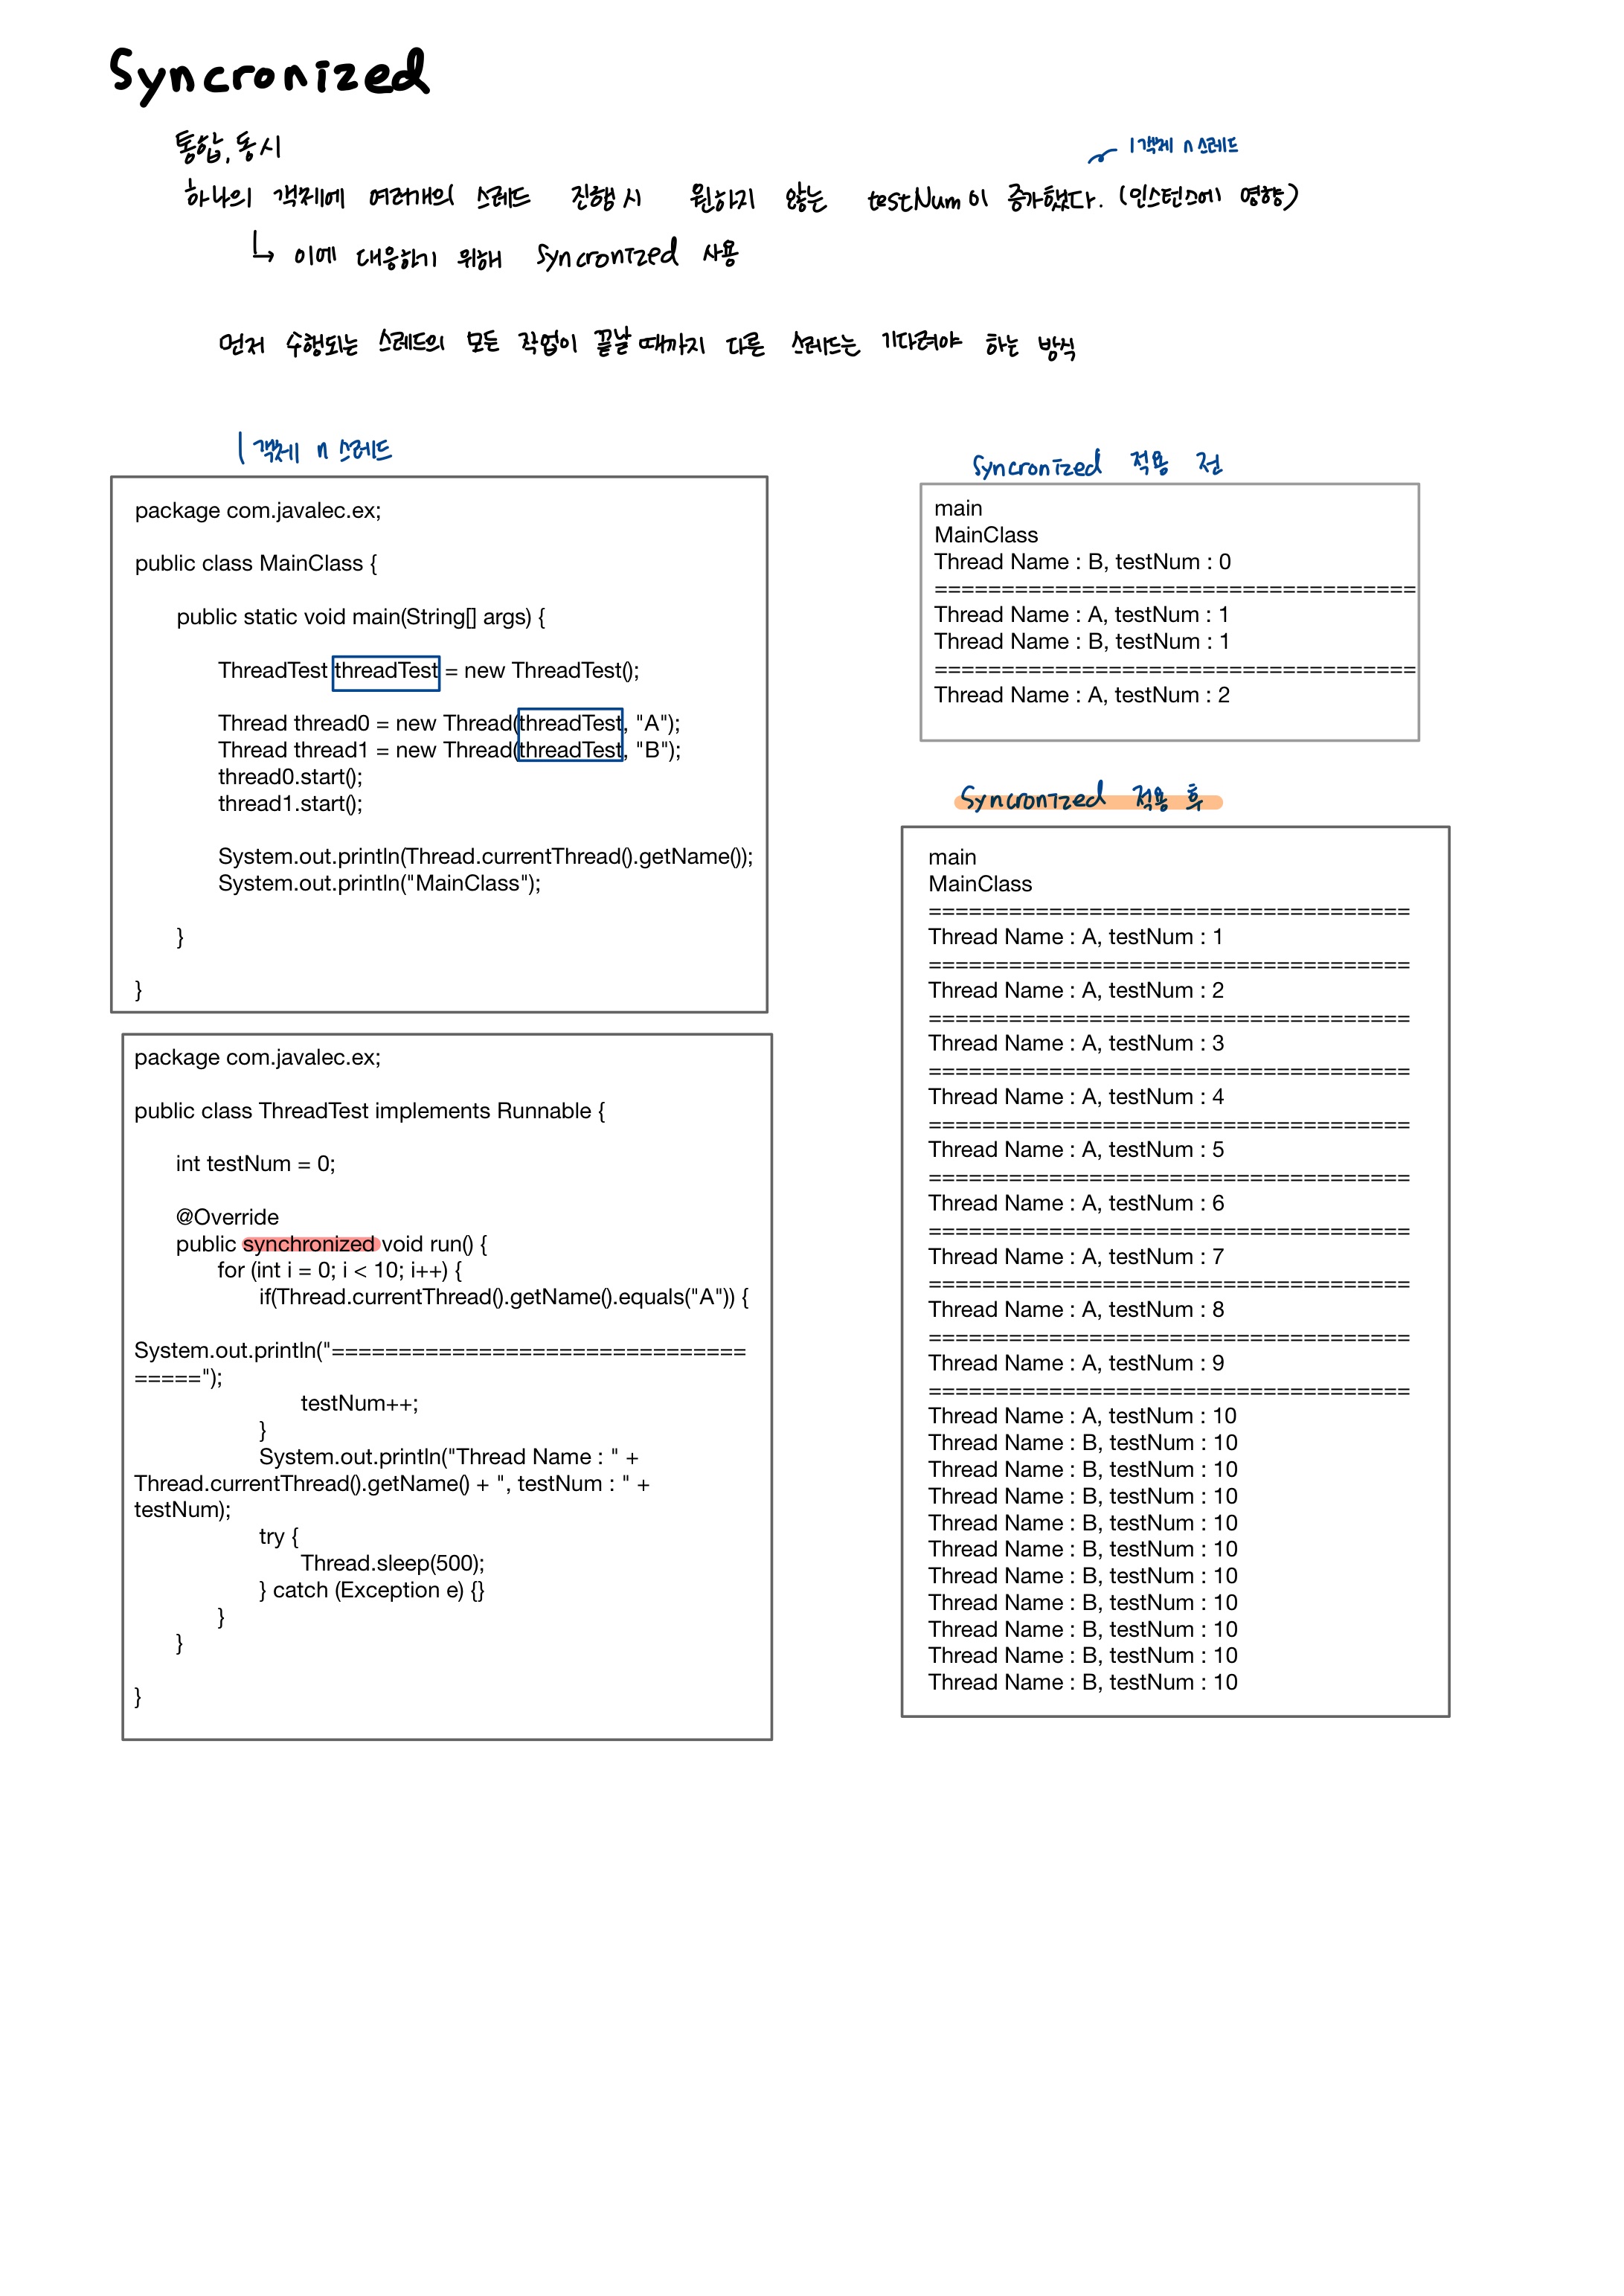 Syncronized
통합, 동시
1객체 n 스레드
하나의 객체에 여러개의 스레드 진행 시 원하지 않는 testNum이 증가했다. (인스턴스에 영향)
이에 대응하기 위해 Syncronized 사용
먼저 수행되는 스레드의 모든 작업이 끝날 때까지 다른 스레드는 기다려야 하는 방식
1 객체 n 스레드
package com.javalec.ex;
public class MainClass {
public static void main(String[] args) {
ThreadTest threadTest = new ThreadTest();
Thread thread0 = new Thread(threadTest, "A");
Thread thread1 = new Thread(threadTest, "B");
thread0.start();
thread1.start();
System.out.println(Thread.currentThread().getName());
System.out.println("MainClass");
}
}
package com.javalec.ex;
public class ThreadTest implements Runnable {
int testNum = 0;
@Override
public synchronized void run() {
for (int i = 0; i < 10; i++) {
if(Thread.currentThread().getName().equals("A")) {
System.out.println("===============================
=====");
testNum++;
}
System.out.println("Thread Name : " +
Thread.currentThread().getName() + ", testNum : " +
testNum);
try {
Thread.sleep(500);
} catch (Exception e) {}
}
}
}
Syncronized 적용 전
main
MainClass
Thread Name : B, testNum : 0
====================================
Thread Name : A, testNum : 1
Thread Name : B, testNum : 1
====================================
Thread Name : A, testNum : 2
Syncronized 적용 후
main
MainClass
====================================
Thread Name : A, testNum : 1
====================================
Thread Name : A, testNum : 2
====================================
Thread Name : A, testNum : 3
====================================
Thread Name : A, testNum : 4
====================================
Thread Name : A, testNum : 5
====================================
Thread Name : A, testNum : 6
====================================
Thread Name : A, testNum : 7
====================================
Thread Name : A, testNum : 8
====================================
Thread Name : A, testNum : 9
====================================
Thread Name : A, testNum : 10
Thread Name : B, testNum : 10
Thread Name : B, testNum : 10
Thread Name : B, testNum : 10
Thread Name : B, testNum : 10
Thread Name : B, testNum : 10
Thread Name : B, testNum : 10
Thread Name : B, testNum : 10
Thread Name : B, testNum : 10
Thread Name : B, testNum : 10
Thread Name : B, testNum : 10